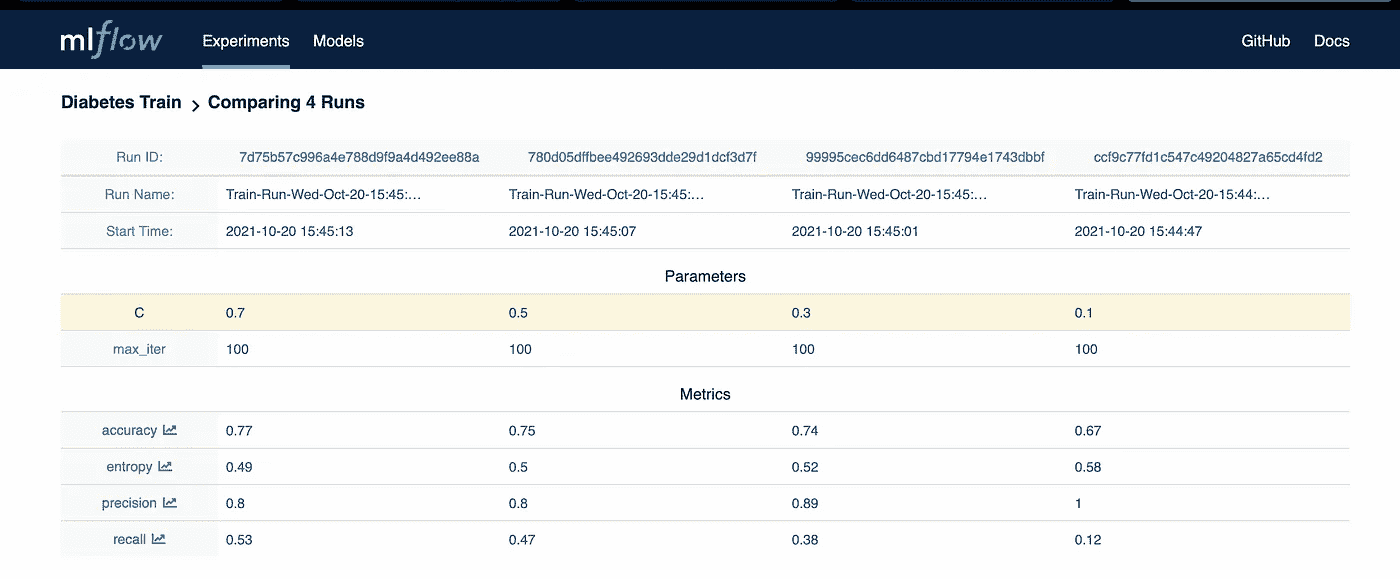 mlflow Experiments Models GitHub Docs
Diabetes Train > Comparing 4 Runs
Run ID: 7d75b57c996a4e788d9f9a4d492ee88a 780d05dffbee492693dde29d1dcf3d7f 99995cec6dd6487cbd17794e1743dbbf ccf9c77fd1c547c49204827a65cd4fd2
Run Name: Train-Run-Wed-Oct-20-15:45:... Train-Run-Wed-Oct-20-15:45:... Train-Run-Wed-Oct-20-15:45:... Train-Run-Wed-Oct-20-15:44:...
Start Time: 2021-10-20 15:45:13 2021-10-20 15:45:07 2021-10-20 15:45:01 2021-10-20 15:44:47
Parameters
C 0.7 0.5 0.3 0.1
max_iter 100 100 100 100
Metrics
accuracy 0.77 0.75 0.74 0.67
entropy 0.49 0.5 0.52 0.58
precision 0.8 0.8 0.89 1
recall 0.53 0.47 0.38 0.12